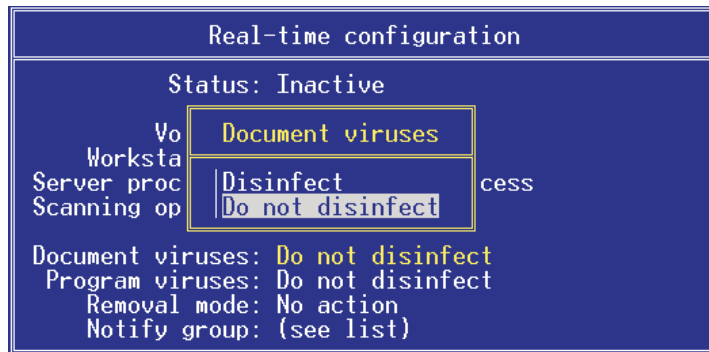 Real-time configuration
Status: Inactive
Vo
Document viruses
Worksta
Server proc
Disinfect
cess
Scanning op
Do not disinfect
Document viruses: Do not disinfect
Program viruses: Do not disinfect
Removal mode: No action
Notify group: (see list)